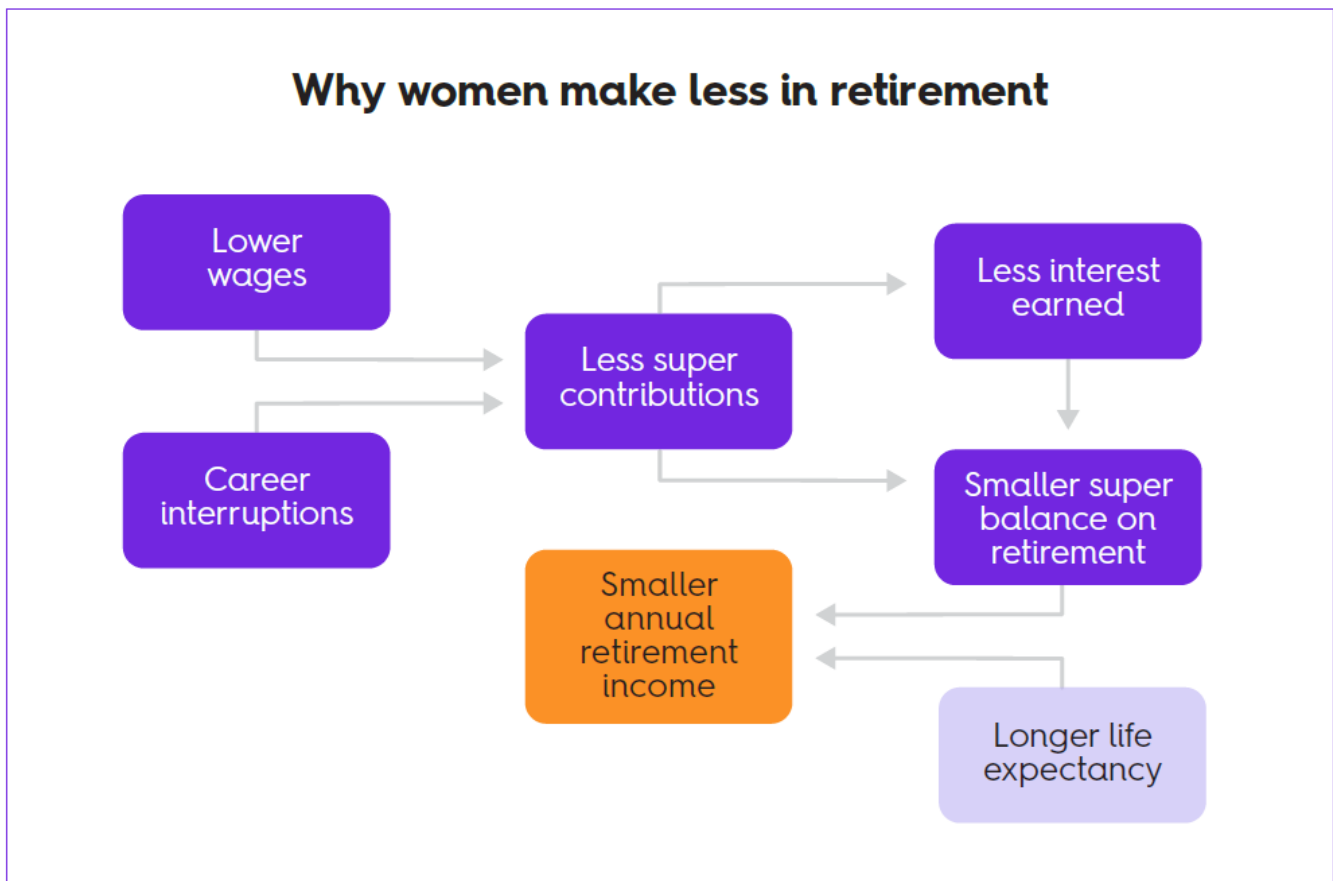 Why women make less in retirement
Lower
wages
Career
interruptions
Less super
contributions
Less interest
earned
Smaller super
balance on
retirement
Smaller
annual
retirement
income
Longer life
expectancy